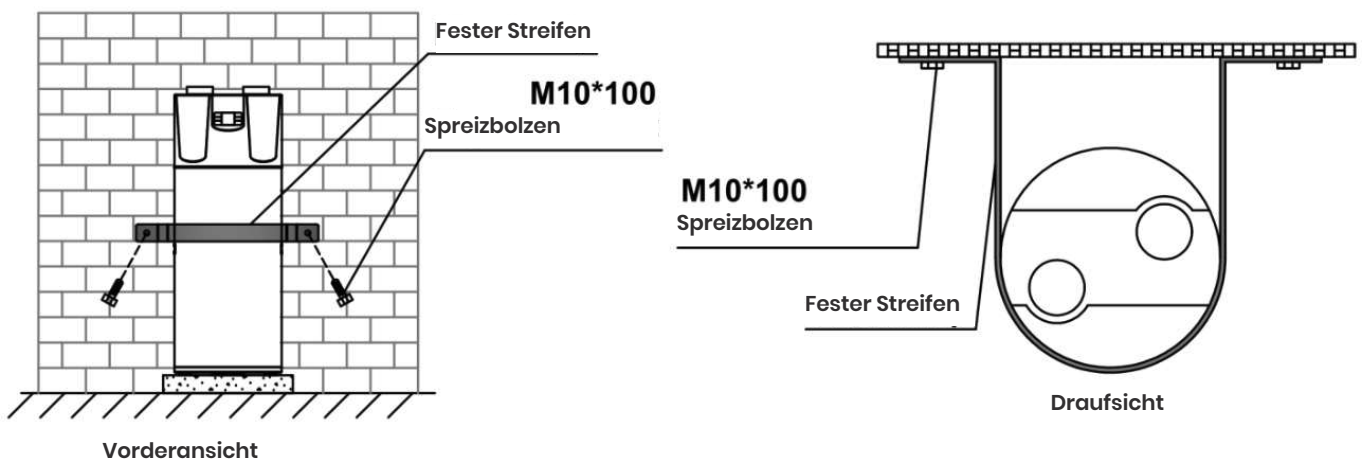 Fester Streifen
M10*100
Spreizbolzen
Vorderansicht
M10*100
Spreizbolzen
Fester Streifen
Draufsicht